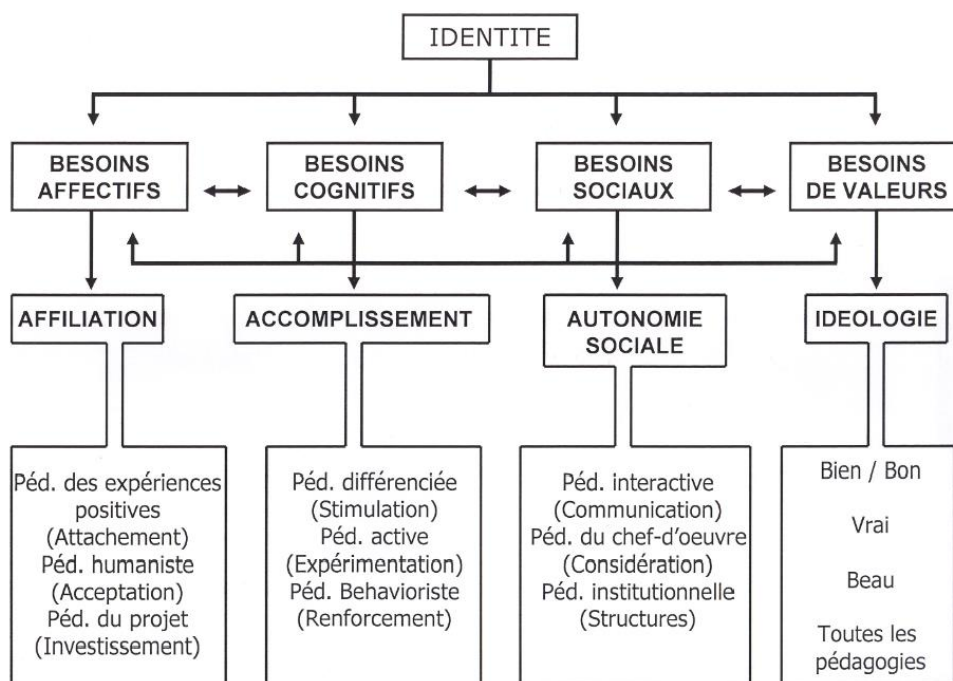 IDENTITE
BESOINS
AFFECTIFS
BESOINS
COGNITIFS
BESOINS
SOCIAUX
BESOINS
DE VALEURS
AFFILIATION
ACCOMPLISSEMENT
AUTONOMIE
SOCIALE
IDEOLOGIE
Péd. des expériences
positives
(Attachement)
Péd. humaniste
(Acceptation)
Péd. du projet
(Investissement)
Péd. différenciée
(Stimulation)
Péd. active
(Expérimentation)
Péd. Behavioriste
(Renforcement)
Péd. interactive
(Communication)
Péd. du chef-d'oeuvre
(Considération)
Péd. institutionnelle
(Structures)
Bien / Bon
Vrai
Beau
Toutes les
pédagogies